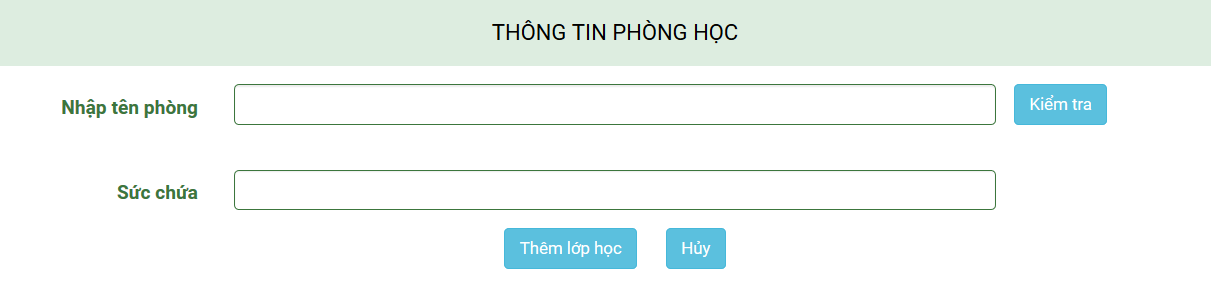 THÔNG TIN PHÒNG HỌC
Nhập tên phòng
Kiểm tra
Sức chứa
Thêm lớp học
Hủy